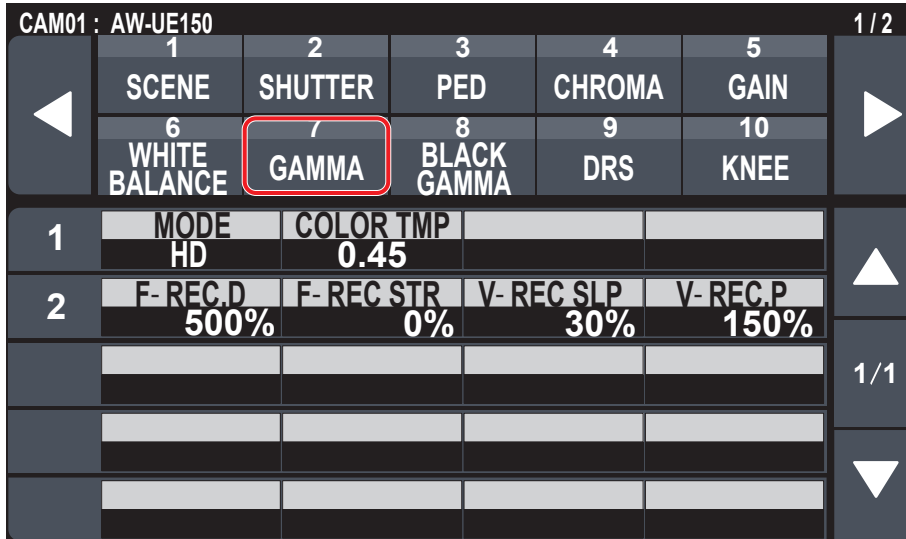 CAM01 : AW-UE150 1 / 2
1 2 3 4 5
SCENE SHUTTER PED CHROMA GAIN
6 7 8 9 10
WHITE BALANCE GAMMA BLACK GAMMA DRS KNEE
1 MODE COLOR TMP
HD 0.45
2 F- REC.D F- REC STR V- REC SLP V- REC.P
500% 0% 30% 150%
1/1